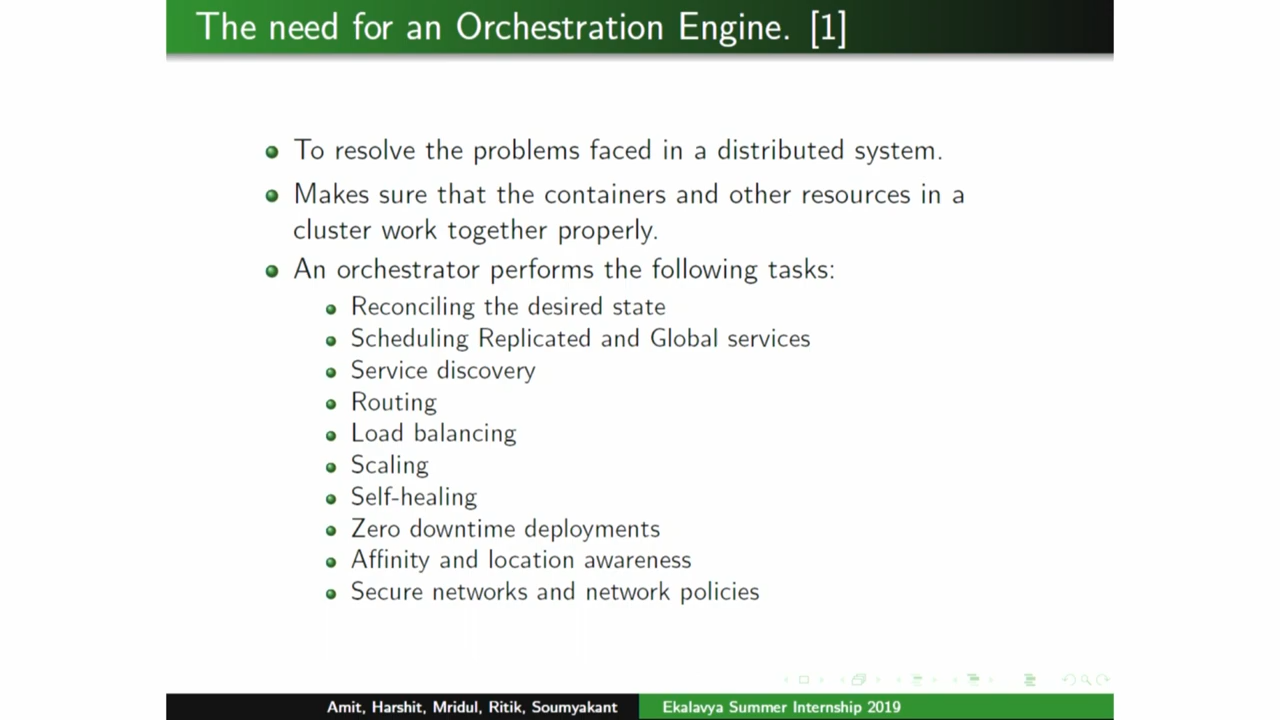 The need for an Orchestration Engine. [1]
To resolve the problems faced in a distributed system.
Makes sure that the containers and other resources in a
cluster work together properly.
An orchestrator performs the following tasks:
Reconciling the desired state
Scheduling Replicated and Global services
Service discovery
Routing
Load balancing
Scaling
Self-healing
Zero downtime deployments
Affinity and location awareness
Secure networks and network policies
Amit, Harshit, Mridul, Ritik, Soumyakant
Ekalavya Summer Internship 2019